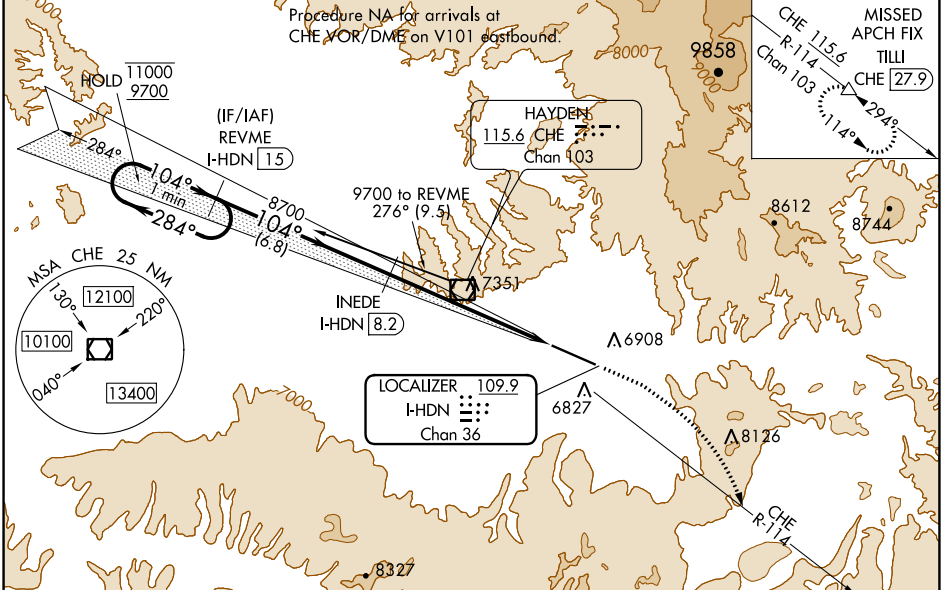 Procedure NA for arrivals at
CHE VOR/DME on V101 eastbound.
8000
9858
9000
CHE 115.6
R-114
Chan 103
MISSED
APCH FIX
TILLI
CHE 27.9
294°
114°
HOLD 11000
9700
(IF/IAF)
REVME
I-HDN 15
HAYDEN
115.6 CHE
Chan 103
284°
104°
1 min
284°
8700
104°
(6.8)
9700 to REVME
276° (9.5)
8612
8744
7351
INEDE
I-HDN 8.2
MSA CHE 25 NM
130°
12100
220°
10100
040°
13400
6908
LOCALIZER 109.9
I-HDN
Chan 36
6827
7000
8126
CHE
R-114
8327